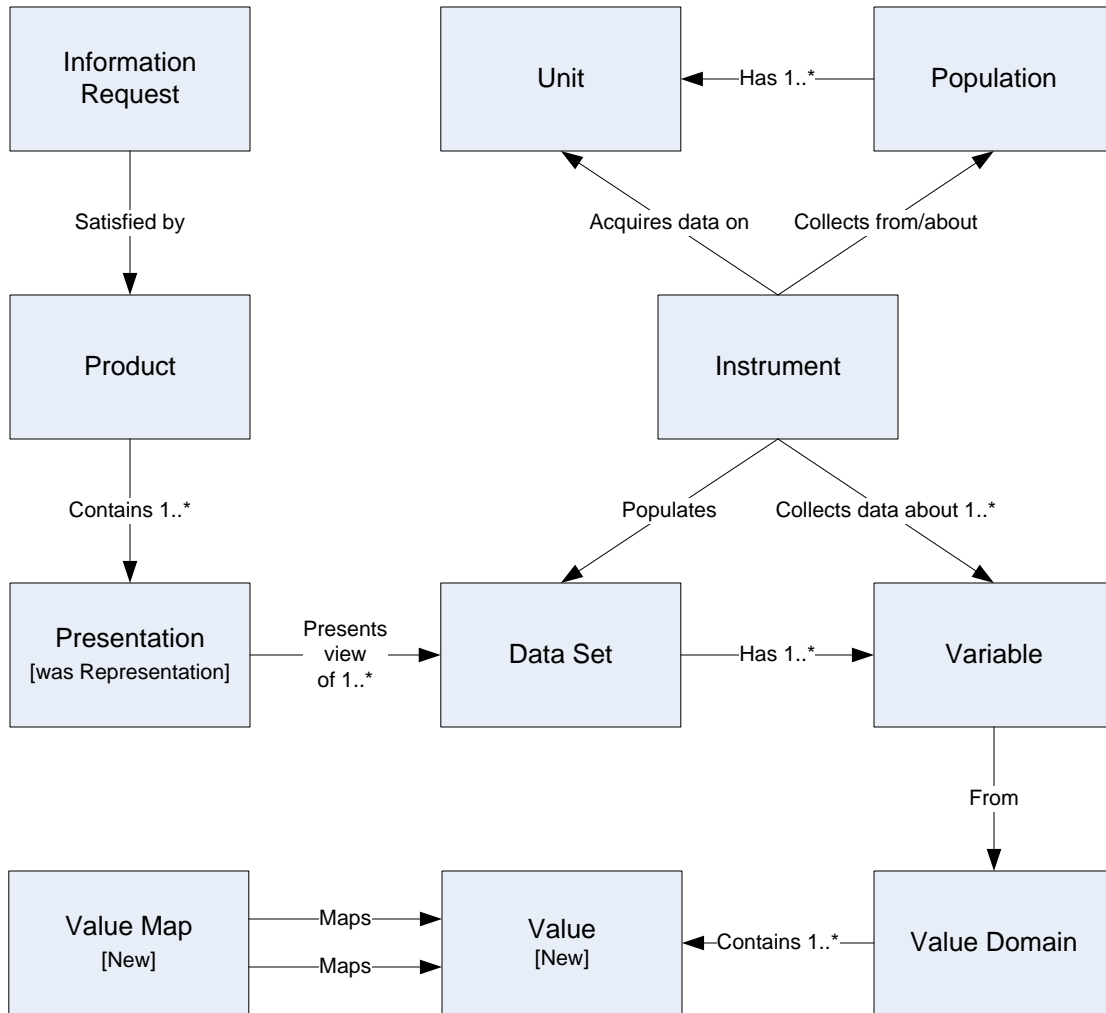 Information
Request
Unit
Has 1..*
Population
Satisfied by
Acquires data on
Collects from/about
Product
Instrument
Contains 1..*
Populates
Collects data about 1..*
Presentation
[was Representation]
Presents
view
of 1..*
Data Set
Has 1..*
Variable
From
Value Map
[New]
Maps
Maps
Value
[New]
Contains 1..*
Value Domain